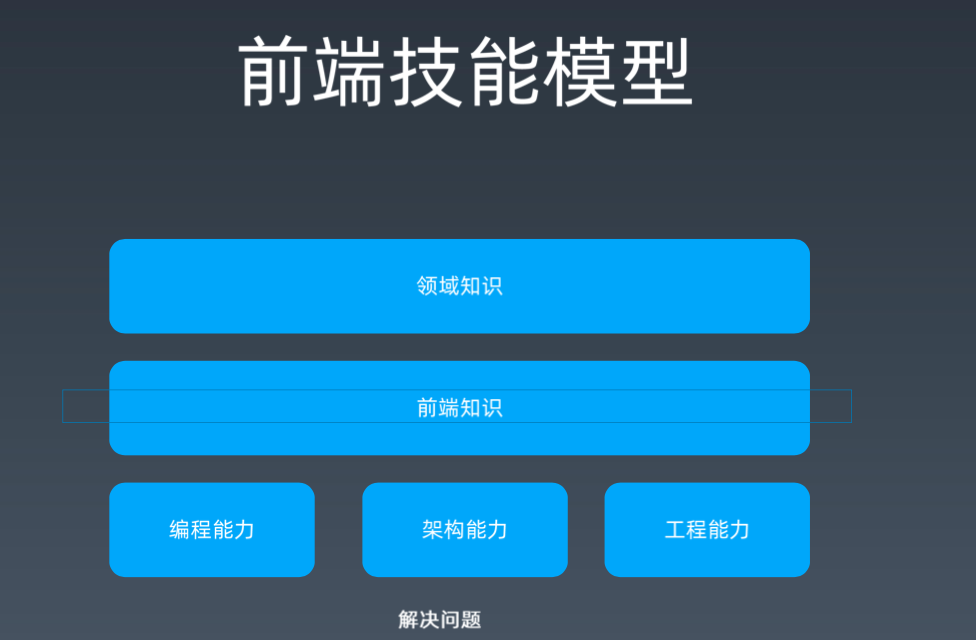 前端技能模型
领域知识
前端知识
编程能力 架构能力 工程能力
解决问题